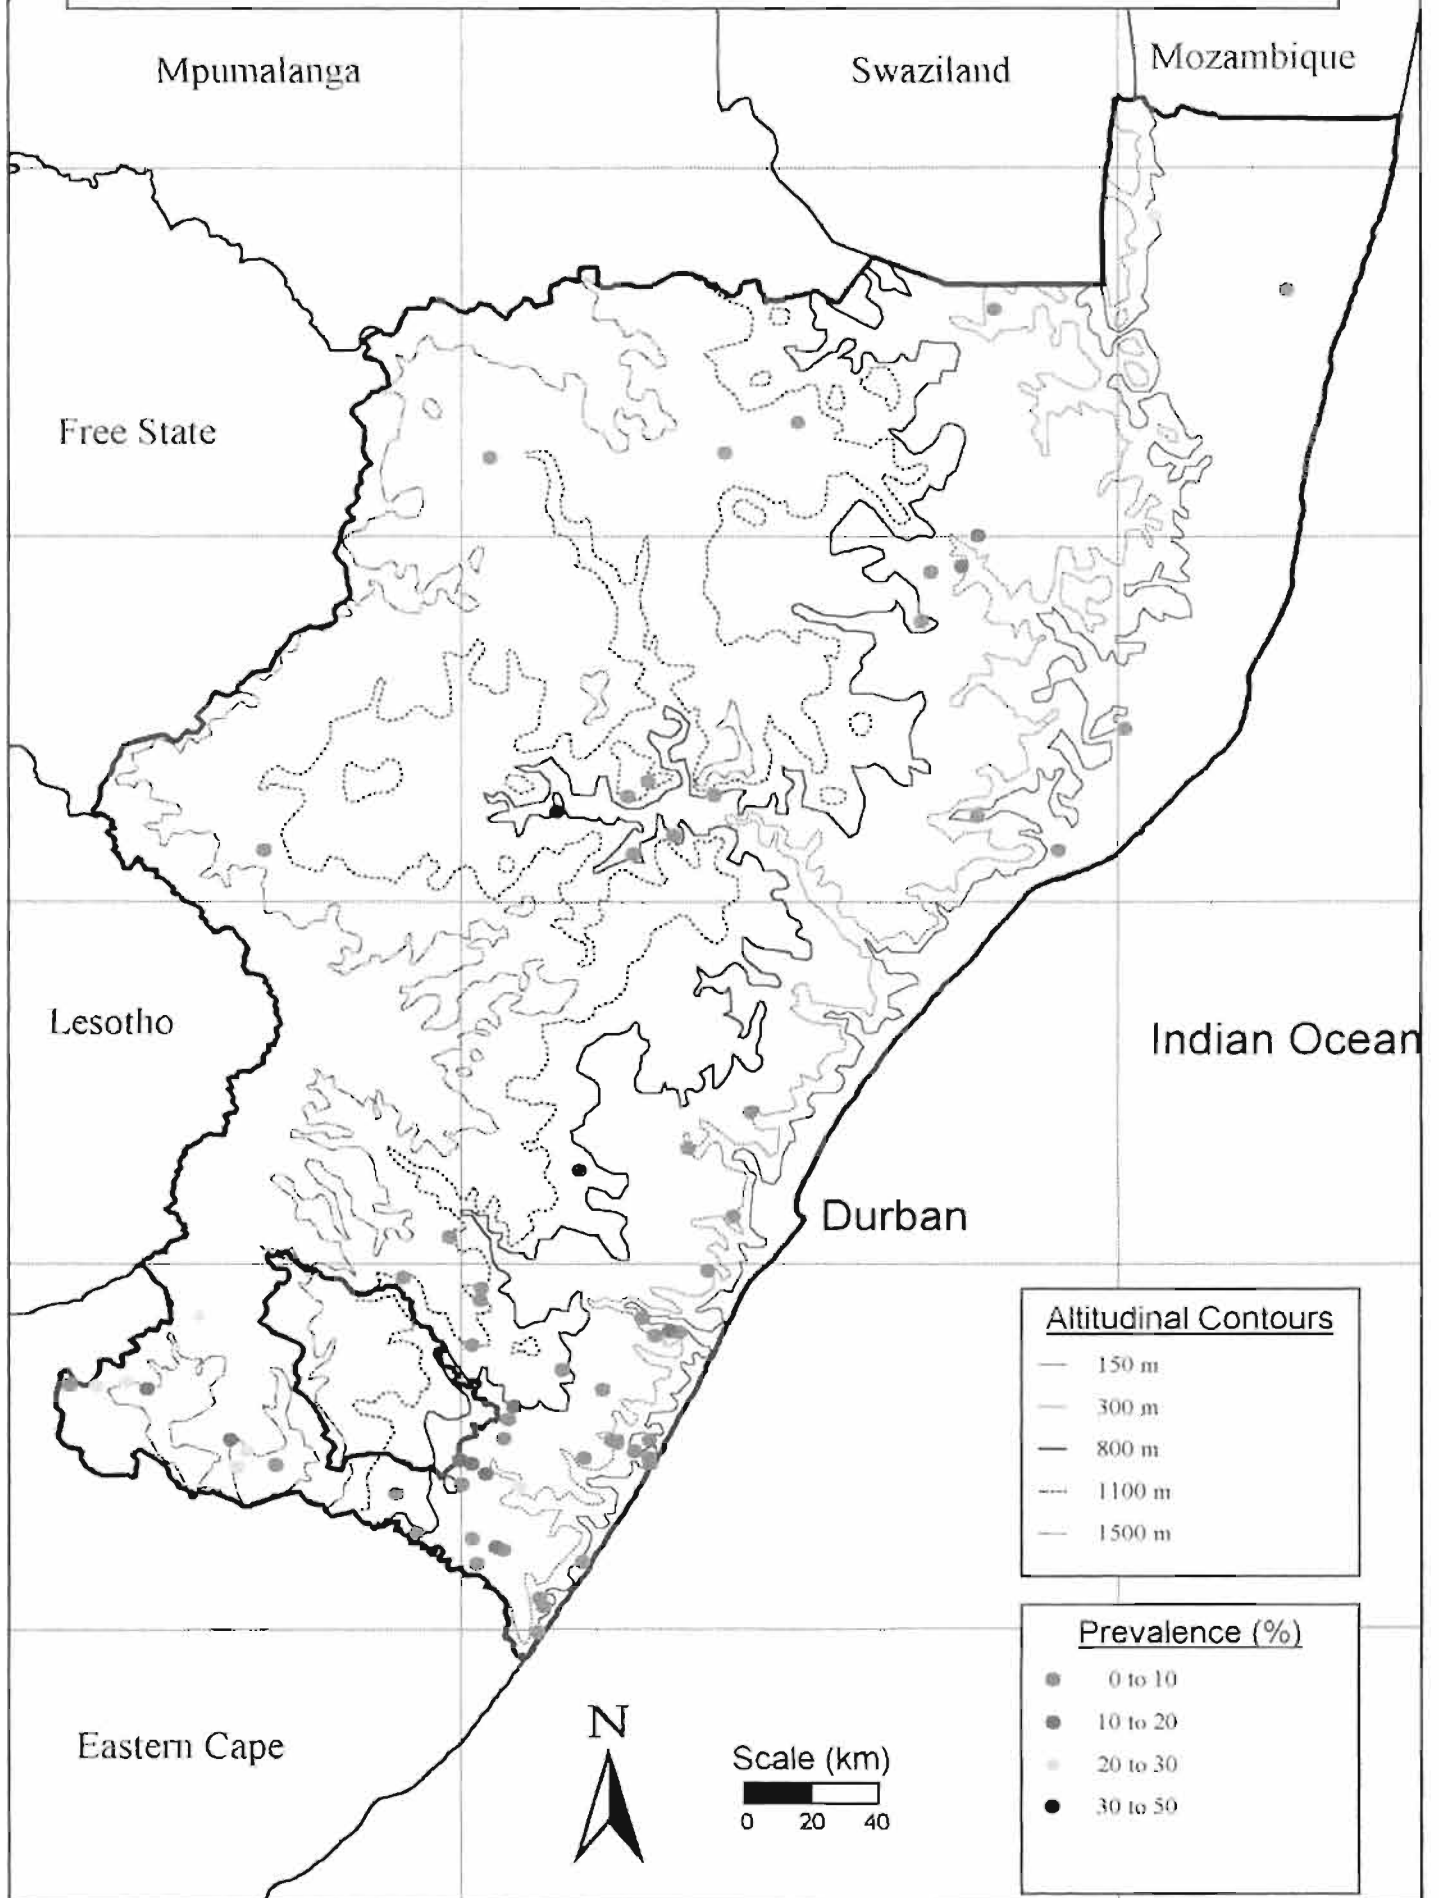 Mpumalanga
Swaziland
Mozambique
Free State
Lesotho
Indian Ocean
Durban
Altitudinal Contours
150 m
300 m
800 m
1100 m
1500 m
Prevalence (%)
0 to 10
10 to 20
20 to 30
30 to 50
Eastern Cape
N
Scale (km)
0 20 40